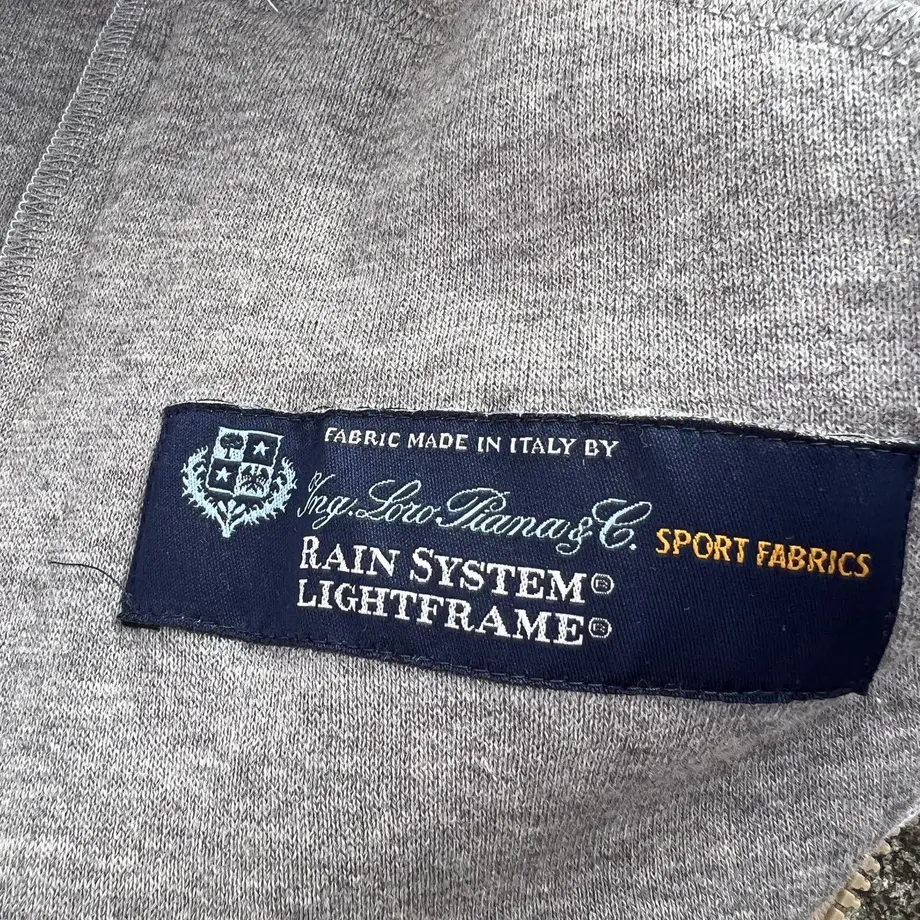 FABRIC MADE IN ITALY BY
Ing. Loro Piana & C. SPORT FABRICS
RAIN SYSTEM®
LIGHTFRAME®